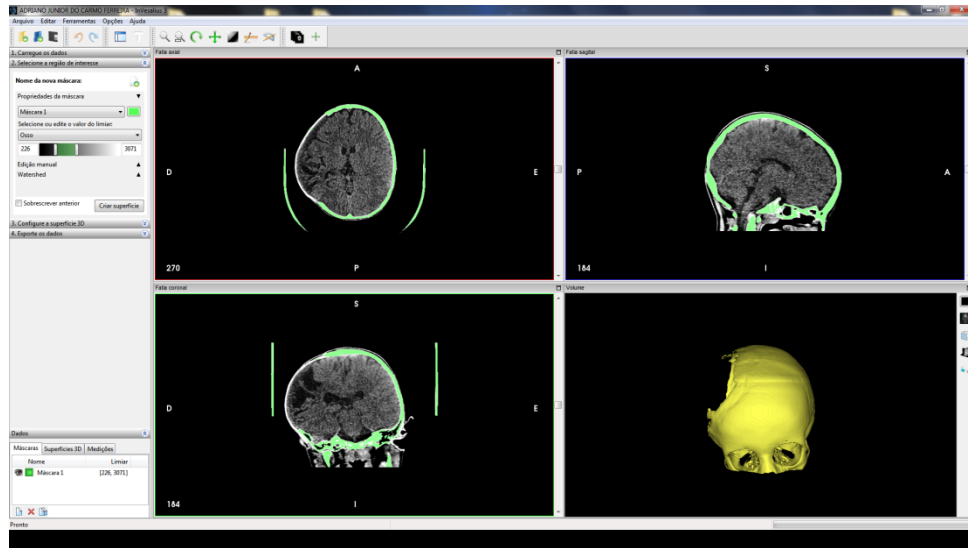 ADRIANO JUNIOR DO CARMO FERREIRA - InVesalius 3
Arquivo Editar Ferramentas Opções Ajuda
1. Carregue os dados
2. Selecione a região de interesse
Nome da nova máscara:
Propriedades da máscara
Máscara 1
Selecione ou edite o valor do limiar:
Osso
226 3071
Edição manual
Watershed
Sobrescrever anterior Criar superfície
3. Configure a superfície 3D
4. Exporte os dados
Dados
Máscaras Superfícies 3D Medições
Nome Limiar
Máscara 1 [226, 3071]
Pronto
Fatia axial
A
D E
270 P
Fatia sagital
S
P A
184 I
Fatia coronal
S
D E
184 I
Volume